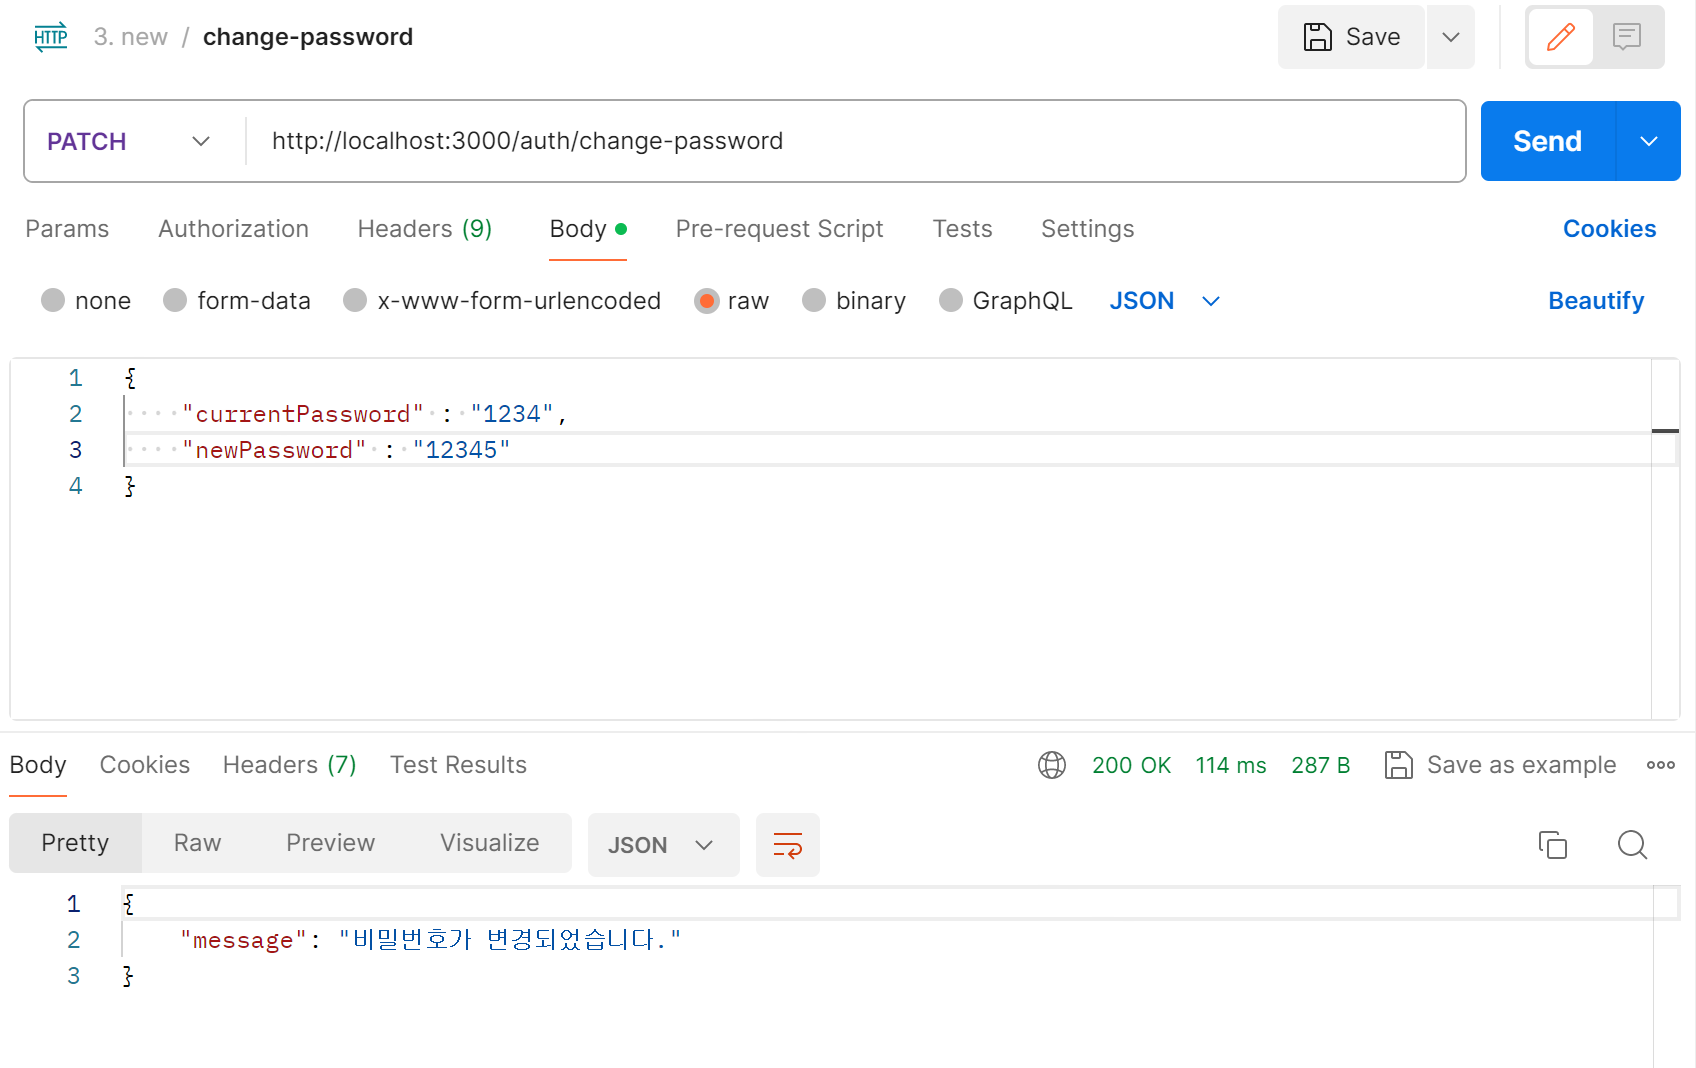 HTTP 3. new / change-password Save
PATCH http://localhost:3000/auth/change-password Send
Params Authorization Headers (9) Body Pre-request Script Tests Settings Cookies
none form-data x-www-form-urlencoded raw binary GraphQL JSON Beautify
1 {
2 "currentPassword" : "1234",
3 "newPassword" : "12345"
4 }
Body Cookies Headers (7) Test Results 200 OK 114 ms 287 B Save as example
Pretty Raw Preview Visualize JSON
1 {
2 "message": "비밀번호가 변경되었습니다."
3 }